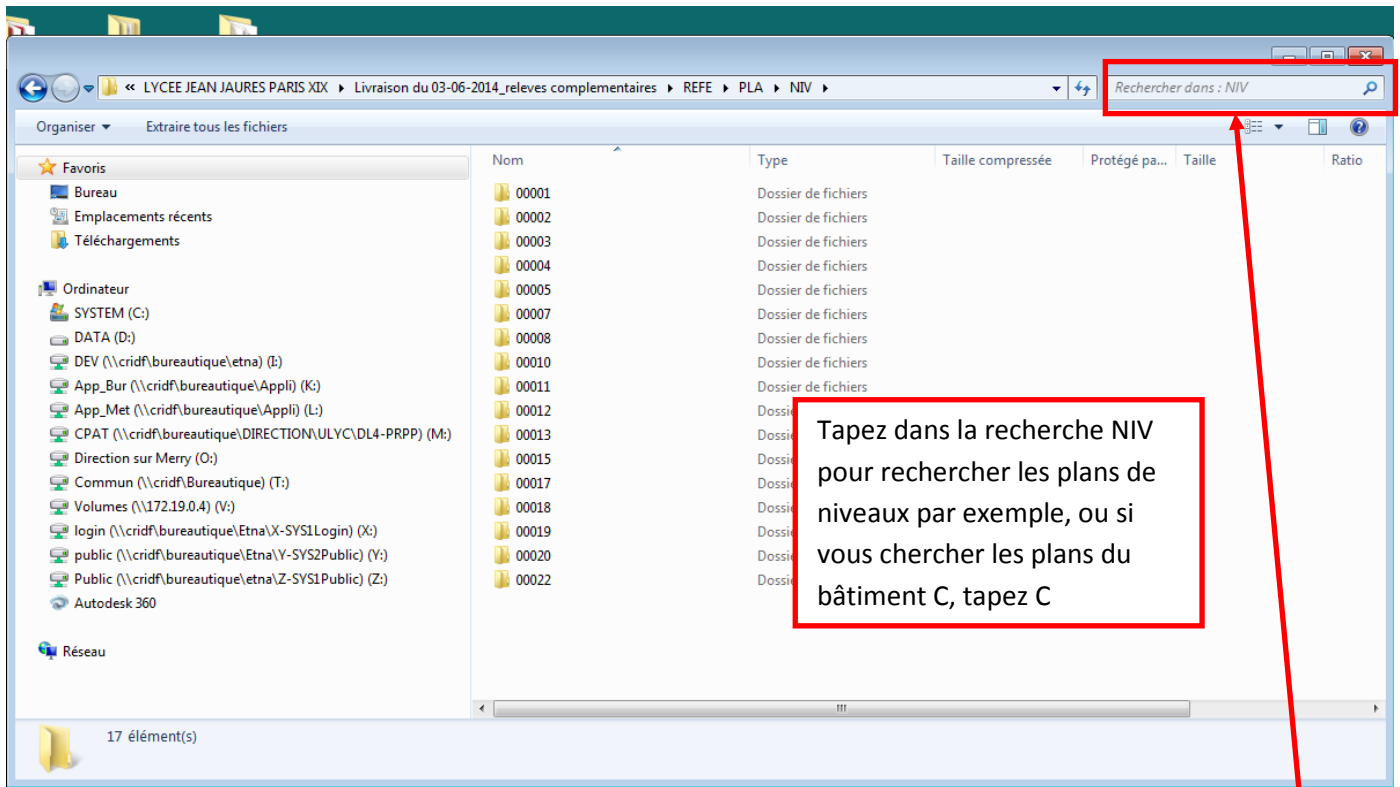 « LYCEE JEAN JAURES PARIS XIX ▸ Livraison du 03-06-2014_releves complementaires ▸ REFE ▸ PLA ▸ NIV ▸
Rechercher dans : NIV
Organiser ▾ Extraire tous les fichiers
Nom Type Taille compressée Protégé pa... Taille Ratio
Favoris
Bureau
Emplacements récents
Téléchargements
Ordinateur
SYSTEM (C:)
DATA (D:)
DEV (\\cridf\bureautique\etna) (I:)
App_Bur (\\cridf\bureautique\Appli) (K:)
App_Met (\\cridf\bureautique\Appli) (L:)
CPAT (\\cridf\bureautique\DIRECTION\ULYC\DL4-PRPP) (M:)
Direction sur Merry (O:)
Commun (\\cridf\Bureautique) (T:)
Volumes (\\172.19.0.4) (V:)
login (\\cridf\bureautique\Etna\X-SYS1Login) (X:)
public (\\cridf\bureautique\Etna\Y-SYS2Public) (Y:)
Public (\\cridf\bureautique\etna\Z-SYS1Public) (Z:)
Autodesk 360
Réseau
00001 Dossier de fichiers
00002 Dossier de fichiers
00003 Dossier de fichiers
00004 Dossier de fichiers
00005 Dossier de fichiers
00007 Dossier de fichiers
00008 Dossier de fichiers
00010 Dossier de fichiers
00011 Dossier de fichiers
00012 Dossi
00013 Dossi
00015 Dossi
00017 Dossi
00018 Dossi
00019 Dossi
00020 Dossi
00022 Dossi
Tapez dans la recherche NIV
pour rechercher les plans de
niveaux par exemple, ou si
vous chercher les plans du
bâtiment C, tapez C
17 élément(s)